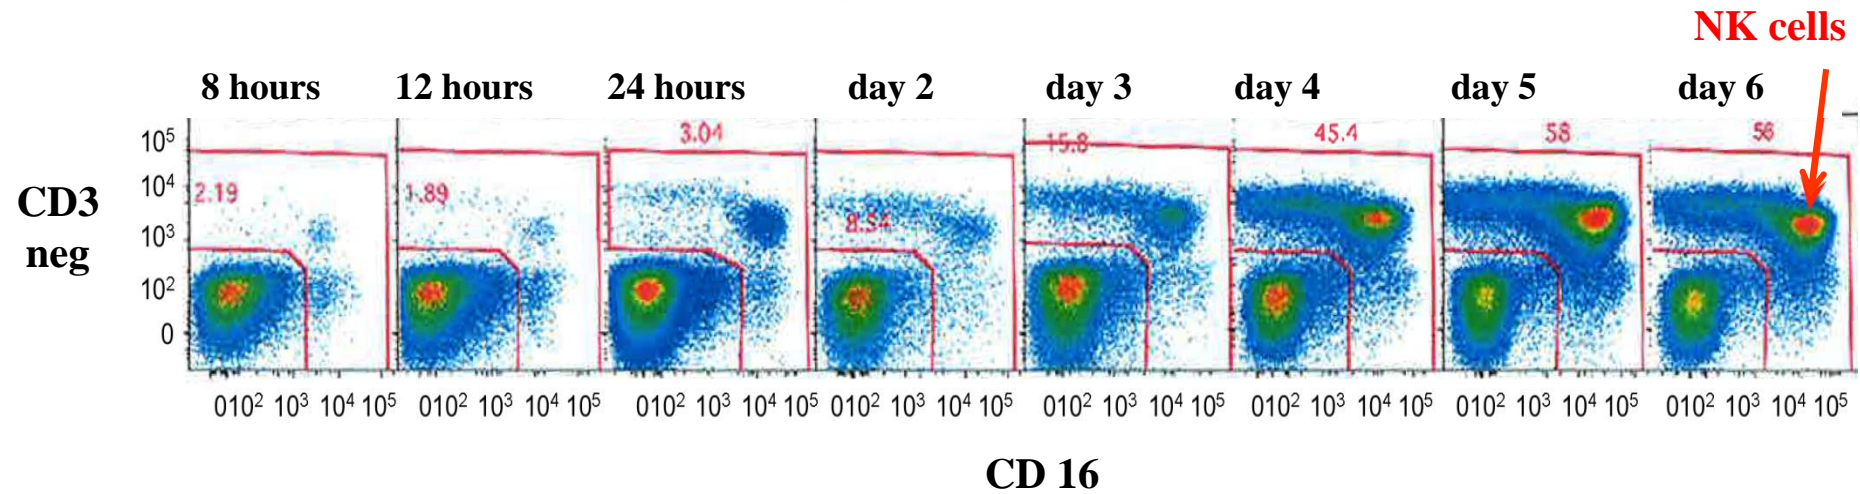 NK cells
8 hours 12 hours 24 hours day 2 day 3 day 4 day 5 day 6
3.04 15.8 45.4 58 56
2.19 1.89 8.54
CD3
neg
10⁵
10⁴
10³
10²
0
010² 10³ 10⁴ 10⁵ 010² 10³ 10⁴ 10⁵ 010² 10³ 10⁴ 10⁵ 010² 10³ 10⁴ 10⁵ 010² 10³ 10⁴ 10⁵ 010² 10³ 10⁴ 10⁵ 010² 10³ 10⁴ 10⁵ 010² 10³ 10⁴ 10⁵
CD 16